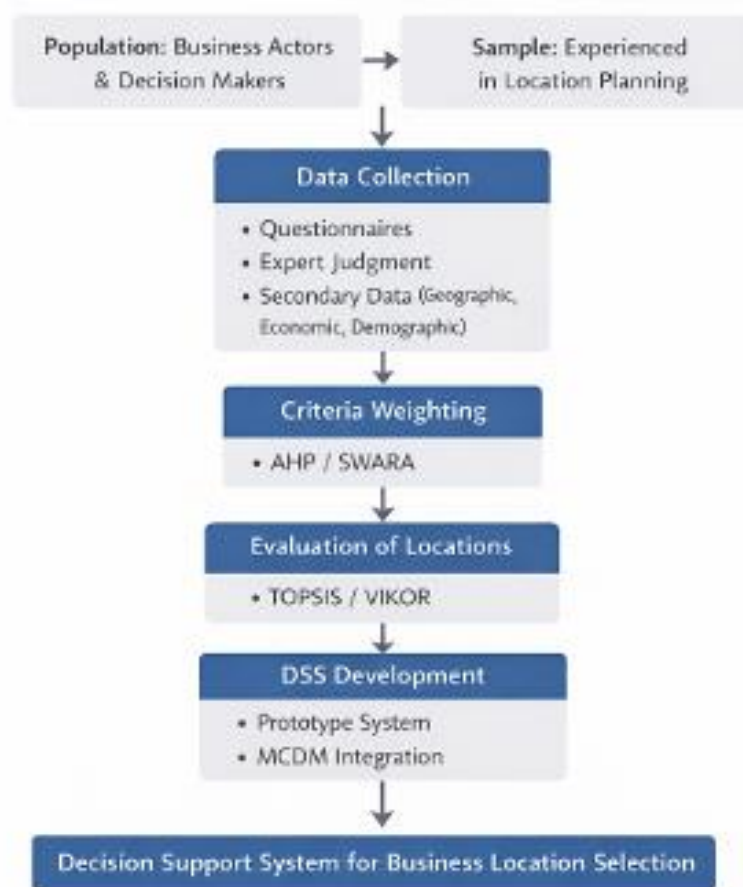 Population: Business Actors
& Decision Makers
Sample: Experienced
in Location Planning
Data Collection
• Questionnaires
• Expert Judgment
• Secondary Data (Geographic,
Economic, Demographic)
Criteria Weighting
• AHP / SWARA
Evaluation of Locations
• TOPSIS / VIKOR
DSS Development
• Prototype System
• MCDM Integration
Decision Support System for Business Location Selection